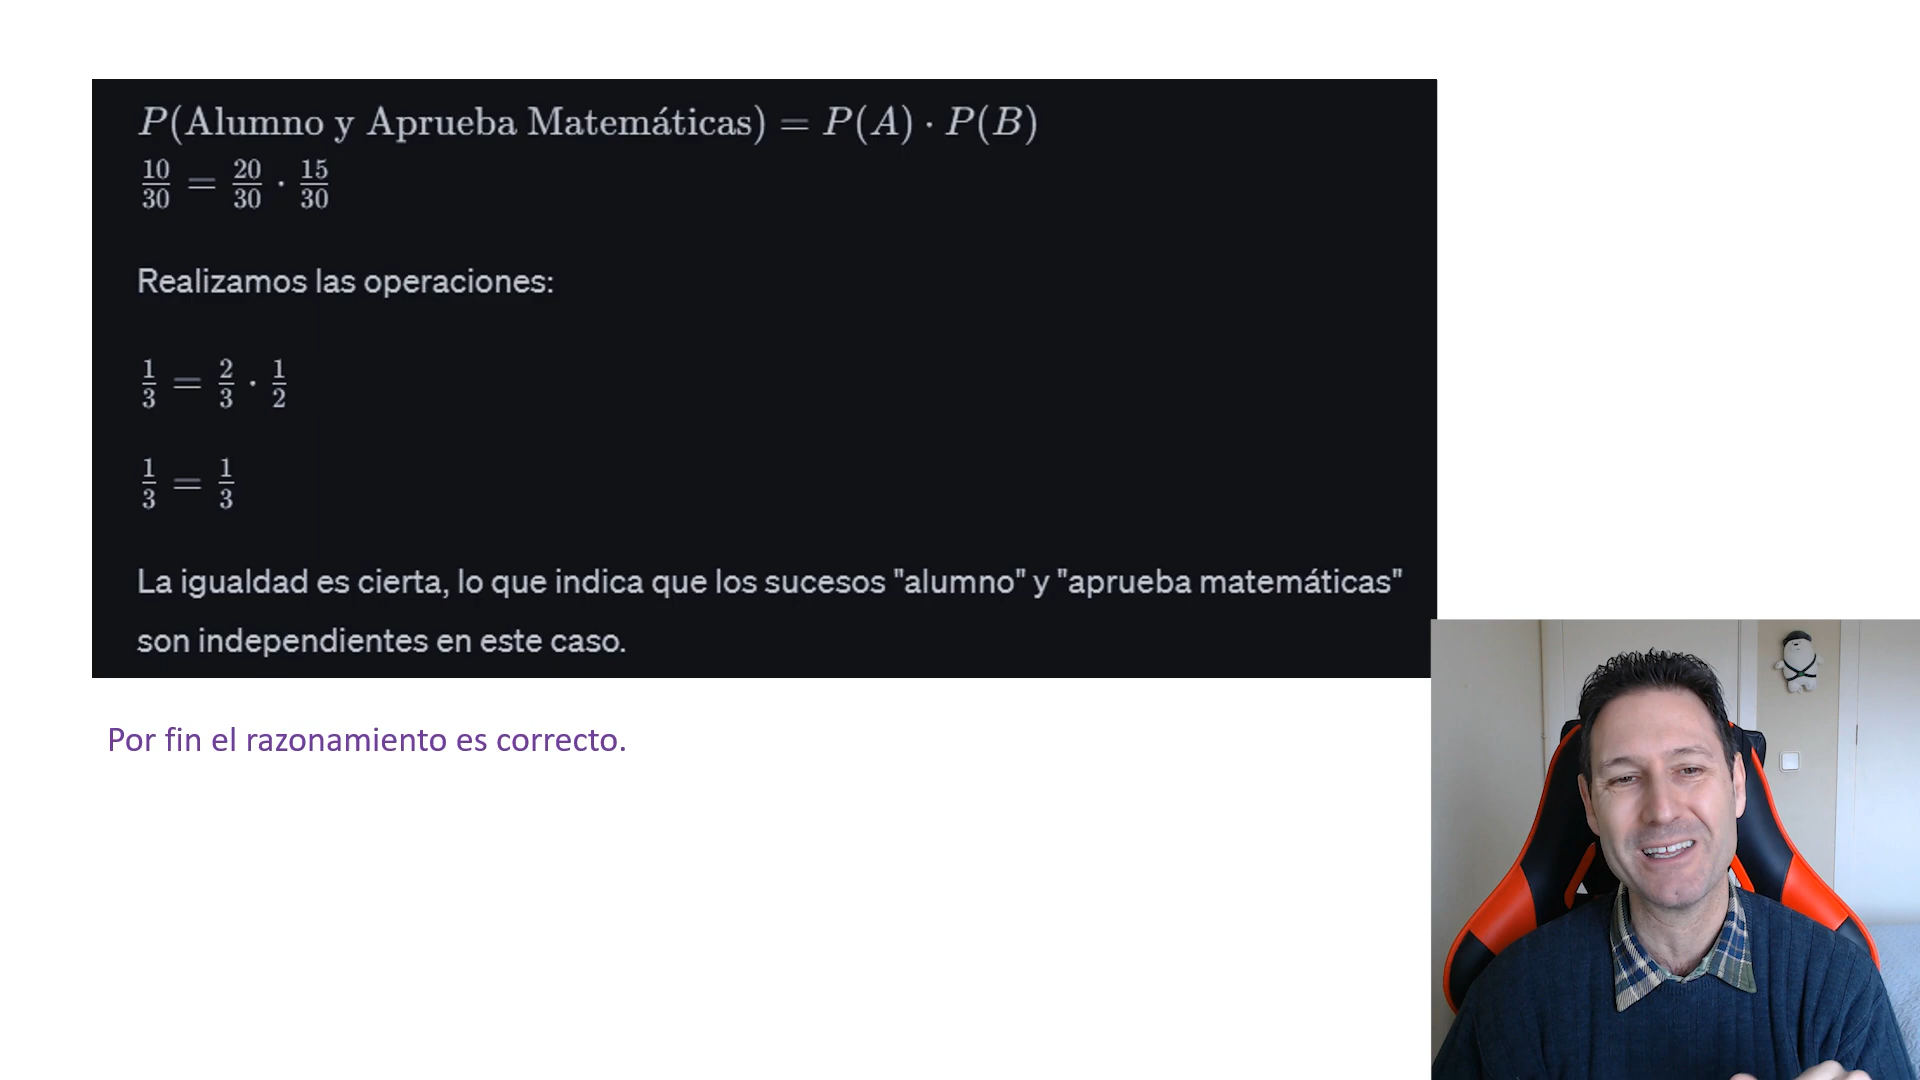 P(Alumno y Aprueba Matemáticas) = P(A) · P(B)
10/30 = 20/30 · 15/30
Realizamos las operaciones:
1/3 = 2/3 · 1/2
1/3 = 1/3
La igualdad es cierta, lo que indica que los sucesos "alumno" y "aprueba matemáticas"
son independientes en este caso.
Por fin el razonamiento es correcto.